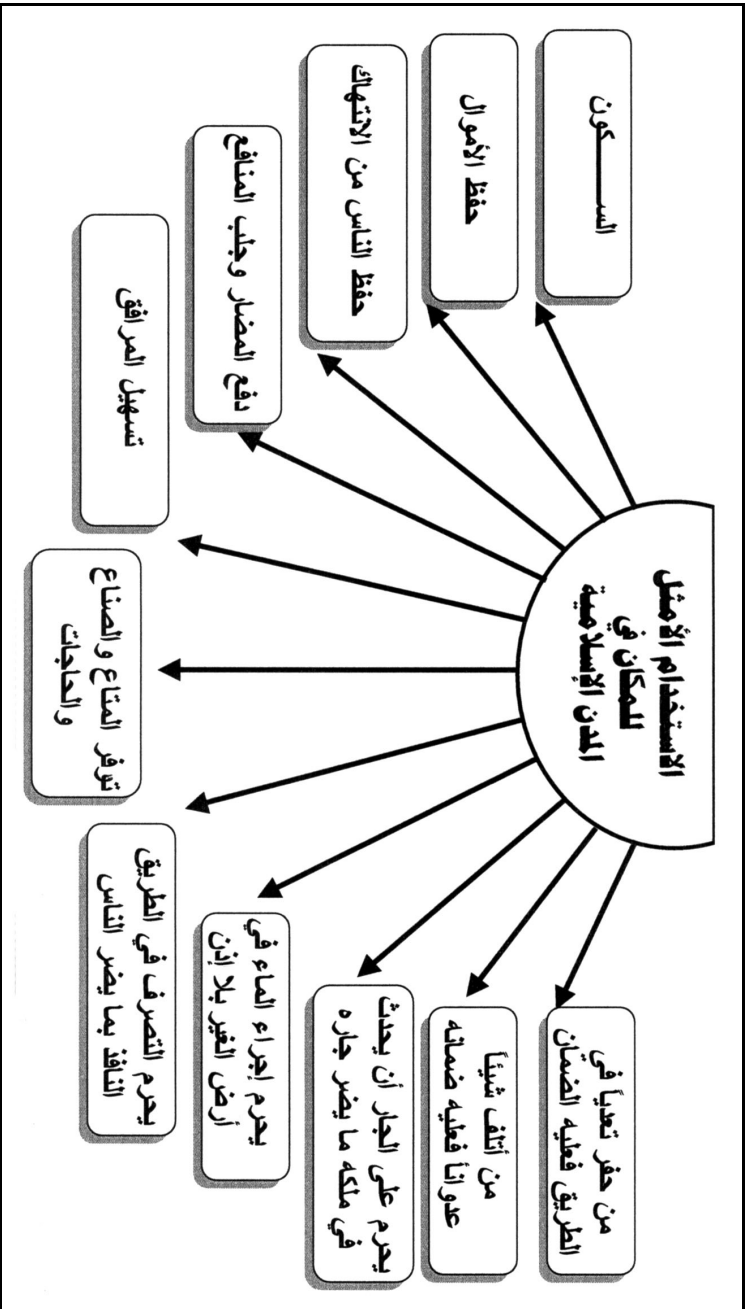 الاستخدام الأمثل
للمكان في
المدن الإسلامية
الســـــكون
حفظ الأموال
حفظ الناس من الانتهاك
دفع المضار وجلب المنافع
تسهيل المرافق
توفر المتاع والصناع
والحاجات
يحرم التصرف في الطريق
النافذ بما يضر الناس
يحرم إجراء الماء في
أرض الغير بلا إذن
يحرم على الجار أن يحدث
في ملكه ما يضر جاره
من أتلف شيئاً
عدواناً فعليه ضمانه
من حفر تعدياً في
الطريق فعليه الضمان